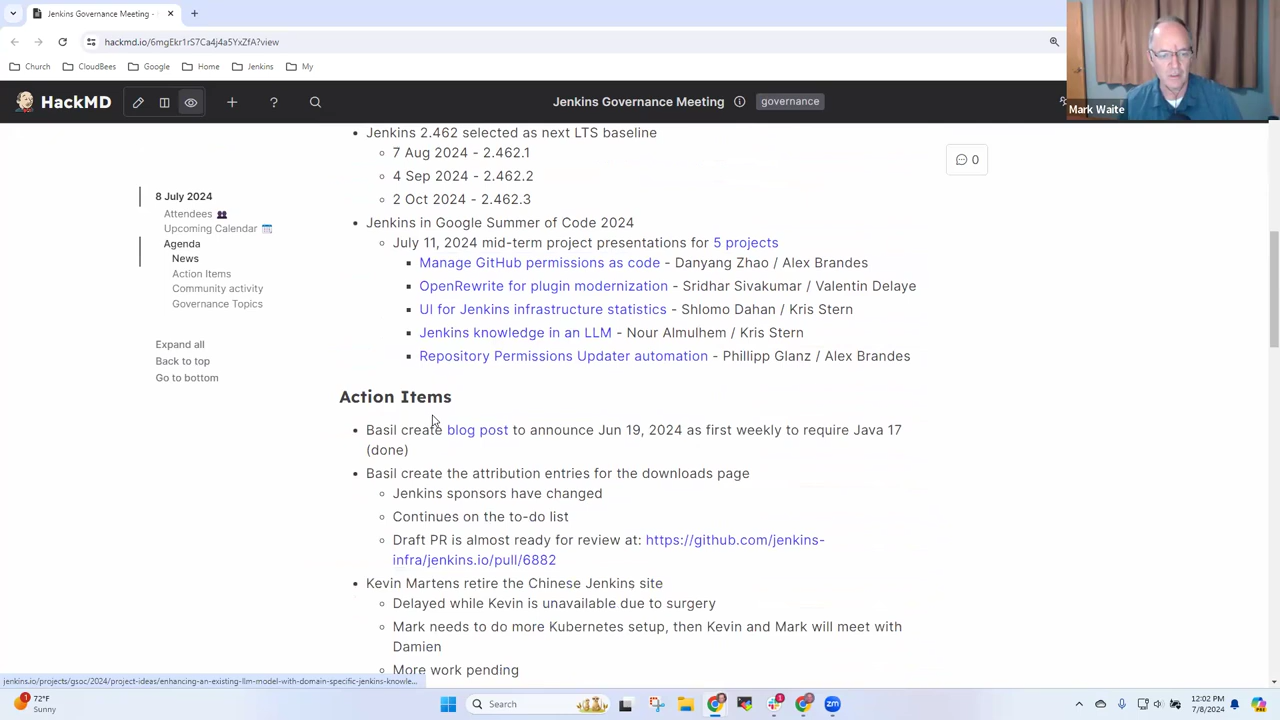 Jenkins Governance Meeting -
hackmd.io/6mgEkr1rS7Ca4j4a5YxZfA?view
Church
CloudBees
Google
Home
Jenkins
My
Mark Waite
HackMD
Jenkins Governance Meeting
governance
0
8 July 2024
Attendees
Upcoming Calendar
Agenda
News
Action Items
Community activity
Governance Topics
Expand all
Back to top
Go to bottom
Jenkins 2.462 selected as next LTS baseline
7 Aug 2024 - 2.462.1
4 Sep 2024 - 2.462.2
2 Oct 2024 - 2.462.3
Jenkins in Google Summer of Code 2024
July 11, 2024 mid-term project presentations for 5 projects
Manage GitHub permissions as code - Danyang Zhao / Alex Brandes
OpenRewrite for plugin modernization - Sridhar Sivakumar / Valentin Delaye
UI for Jenkins infrastructure statistics - Shlomo Dahan / Kris Stern
Jenkins knowledge in an LLM - Nour Almulhem / Kris Stern
Repository Permissions Updater automation - Phillipp Glanz / Alex Brandes
Action Items
Basil create blog post to announce Jun 19, 2024 as first weekly to require Java 17
(done)
Basil create the attribution entries for the downloads page
Jenkins sponsors have changed
Continues on the to-do list
Draft PR is almost ready for review at: https://github.com/jenkins-
infra/jenkins.io/pull/6882
Kevin Martens retire the Chinese Jenkins site
Delayed while Kevin is unavailable due to surgery
Mark needs to do more Kubernetes setup, then Kevin and Mark will meet with
Damien
More work pending
jenkins.io/projects/gsoc/2024/project-ideas/enhancing-an-existing-llm-model-with-domain-specific-jenkins-knowle...
1
72°F
Sunny
Search
12:02 PM
7/8/2024